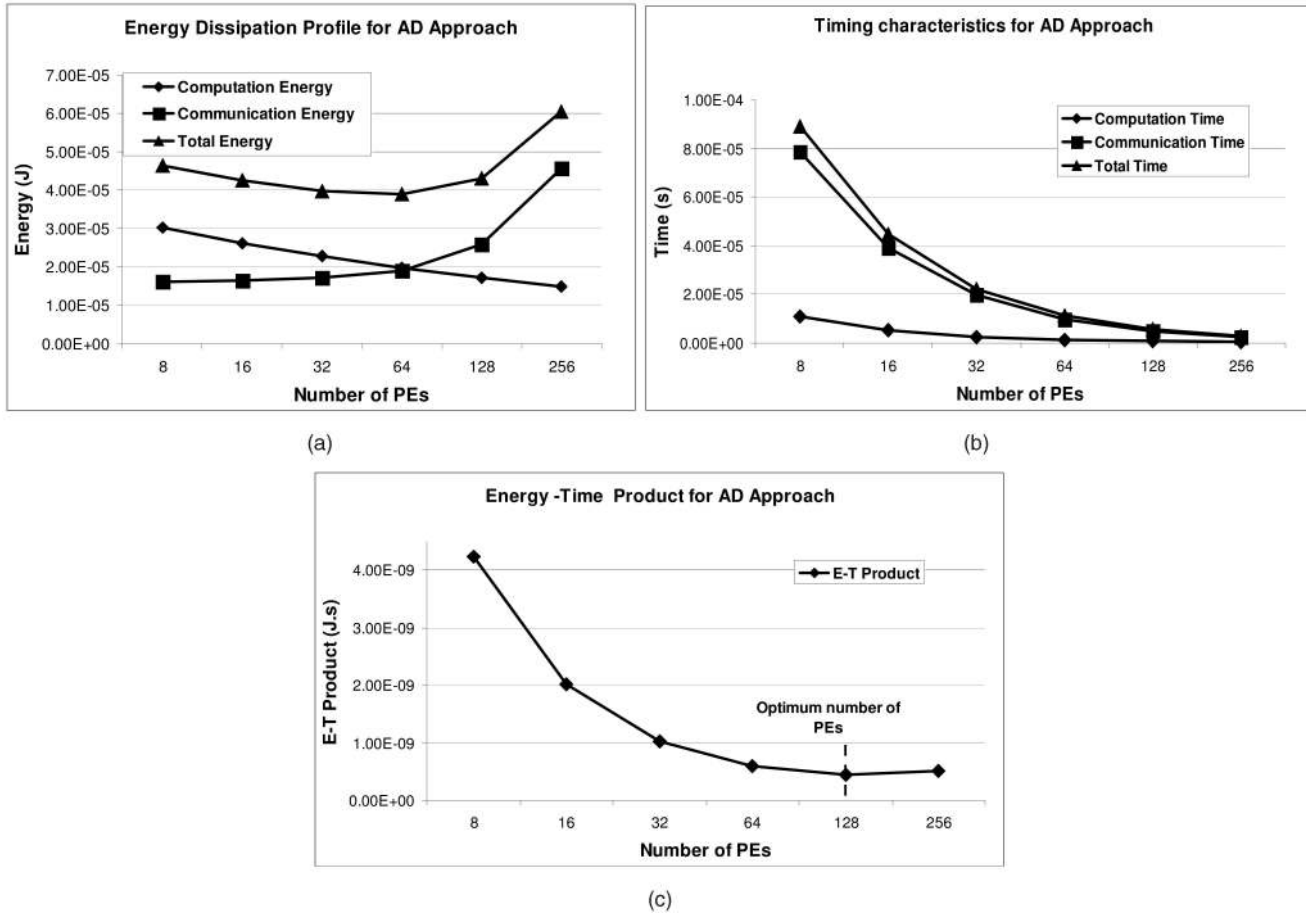 Energy Dissipation Profile for AD Approach
7.00E-05
6.00E-05
5.00E-05
4.00E-05
3.00E-05
2.00E-05
1.00E-05
0.00E+00
Energy (J)
Computation Energy
Communication Energy
Total Energy
8 16 32 64 128 256
Number of PEs
(a)
Timing characteristics for AD Approach
1.00E-04
8.00E-05
6.00E-05
4.00E-05
2.00E-05
0.00E+00
Time (s)
Computation Time
Communication Time
Total Time
8 16 32 64 128 256
Number of PEs
(b)
Energy -Time Product for AD Approach
4.00E-09
3.00E-09
2.00E-09
1.00E-09
0.00E+00
E-T Product (J.s)
E-T Product
Optimum number of
PEs
8 16 32 64 128 256
Number of PEs
(c)